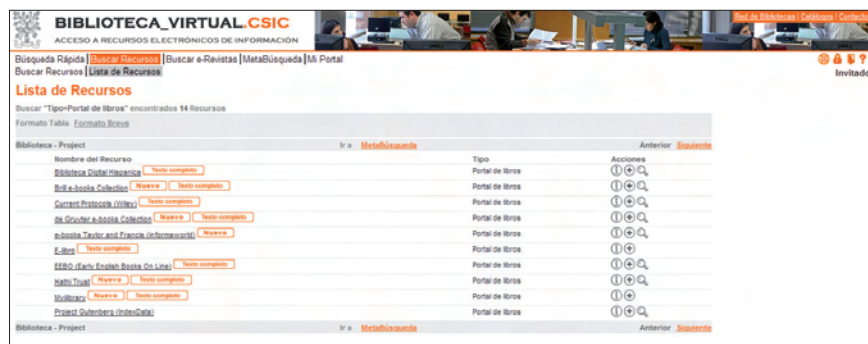 BIBLIOTECA_VIRTUAL.CSIC
ACCESO A RECURSOS ELECTRÓNICOS DE INFORMACIÓN
Red de Bibliotecas | Catálogos | Contacto
Búsqueda Rápida | Buscar Recursos | Buscar e-Revistas | MetaBúsqueda | Mi Portal
Buscar Recursos | Lista de Recursos
Invitado
Lista de Recursos
Buscar "Tipo=Portal de libros" encontrados 14 Recursos
Formato Tabla Formato Breve
Biblioteca - Project Ir a MetaBúsqueda Anterior Siguiente
Nombre del Recurso Tipo Acciones
Biblioteca Digital Hispanica Texto completo Portal de libros
Brill e-books Collection Nuevo Texto completo Portal de libros
Current Protocols (Wiley) Texto completo Portal de libros
de Gruyter e-books Collection Nuevo Texto completo Portal de libros
e-books Taylor and Francis (informaworld) Nuevo Portal de libros
E-libro Texto completo Portal de libros
EEBO (Early English Books On Line) Texto completo Portal de libros
Hathi Trust Nuevo Texto completo Portal de libros
Myilibrary Nuevo Texto completo Portal de libros
Project Gutenberg (IndexData) Portal de libros
Biblioteca - Project Ir a MetaBúsqueda Anterior Siguiente